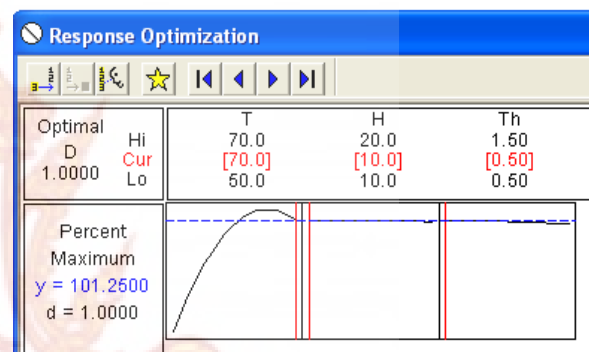 Response Optimization
Optimal
D
1.0000
Hi
Cur
Lo
T
70.0
[70.0]
50.0
H
20.0
[10.0]
10.0
Th
1.50
[0.50]
0.50
Percent
Maximum
y = 101.2500
d = 1.0000